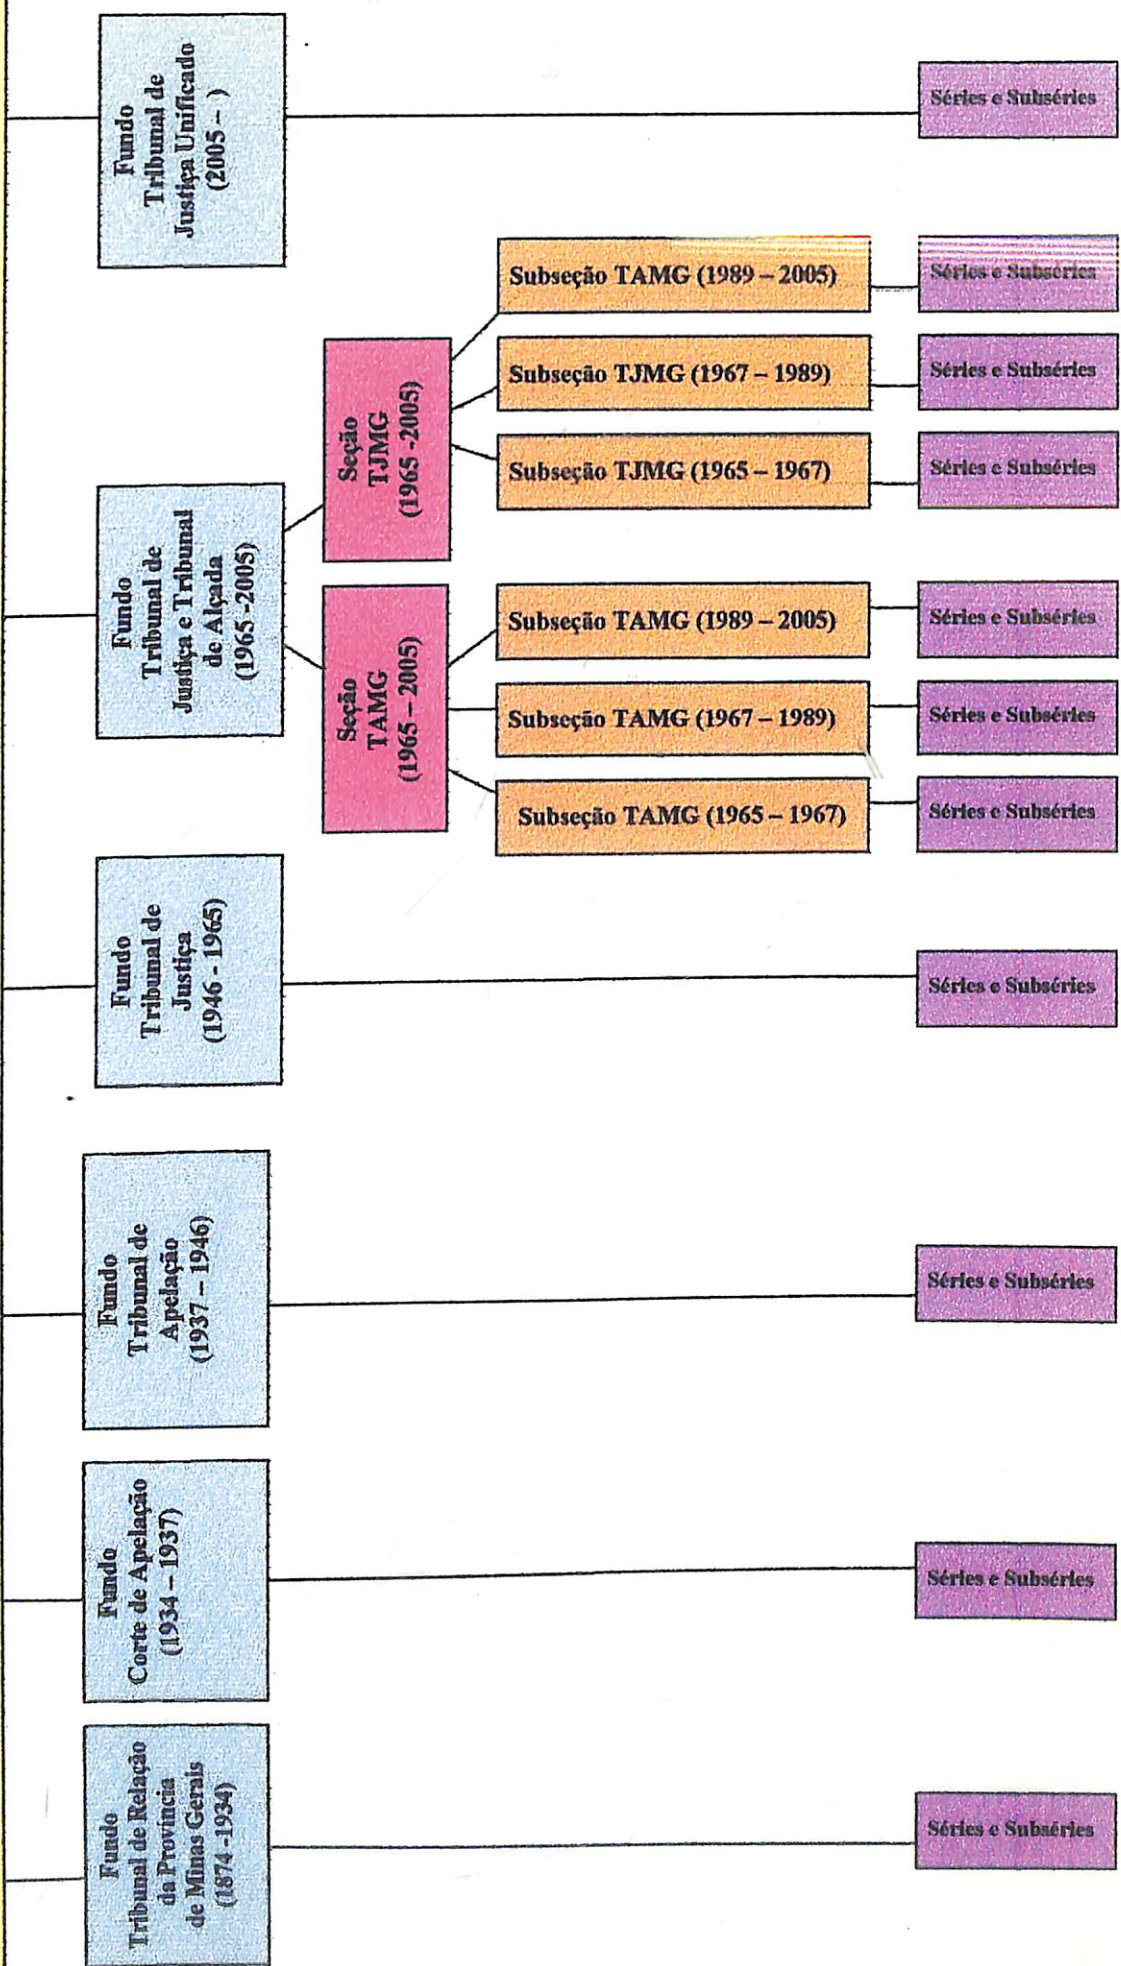 Fundo
Tribunal de
Justiça Unificado
(2005 – )
Séries e Subséries
Fundo
Tribunal de
Justiça e Tribunal
de Alçada
(1965 -2005)
Seção
TJMG
(1965 -2005)
Subseção TAMG (1989 – 2005)
Séries e Subséries
Subseção TJMG (1967 – 1989)
Séries e Subséries
Subseção TJMG (1965 – 1967)
Séries e Subséries
Seção
TAMG
(1965 – 2005)
Subseção TAMG (1989 – 2005)
Séries e Subséries
Subseção TAMG (1967 – 1989)
Séries e Subséries
Subseção TAMG (1965 – 1967)
Séries e Subséries
Fundo
Tribunal de
Justiça
(1946 - 1965)
Séries e Subséries
Fundo
Tribunal de
Apelação
(1937 – 1946)
Séries e Subséries
Fundo
Corte de Apelação
(1934 – 1937)
Séries e Subséries
Fundo
Tribunal de Relação
da Província
de Minas Gerais
(1874 -1934)
Séries e Subséries